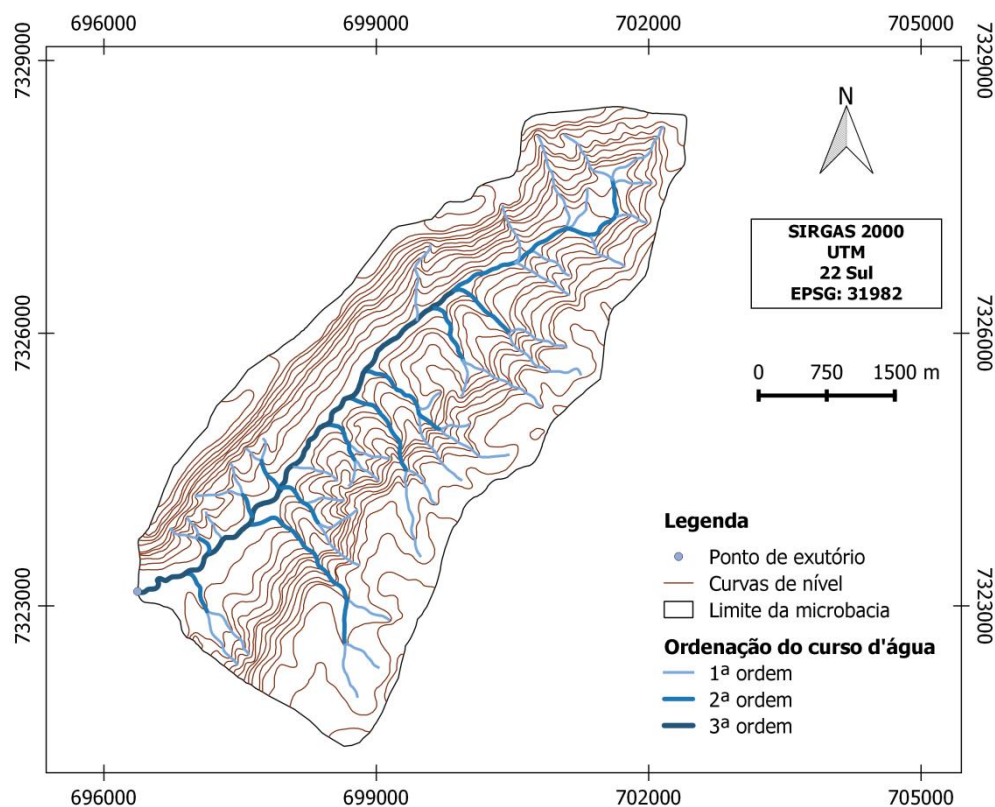 696000 699000 702000 705000
7329000 7329000
N
SIRGAS 2000
UTM
22 Sul
EPSG: 31982
7326000 7326000
0 750 1500 m
Legenda
Ponto de exutório
Curvas de nível
Limite da microbacia
7323000 7323000
Ordenação do curso d'água
1ª ordem
2ª ordem
3ª ordem
696000 699000 702000 705000